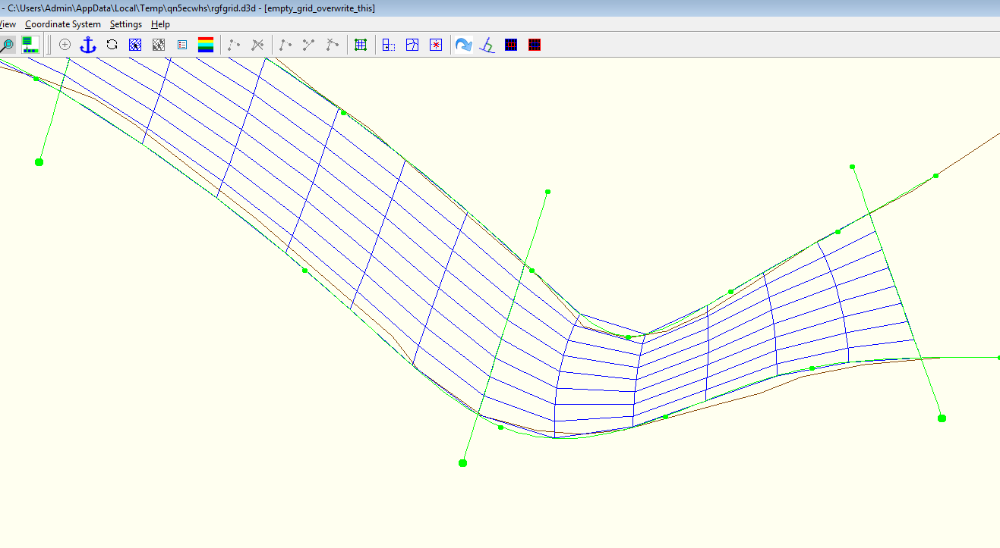 - C:\Users\Admin\AppData\Local\Temp\qn5ecwhs\rgfgrid.d3d - [empty_grid_overwrite_this]
View Coordinate System Settings Help